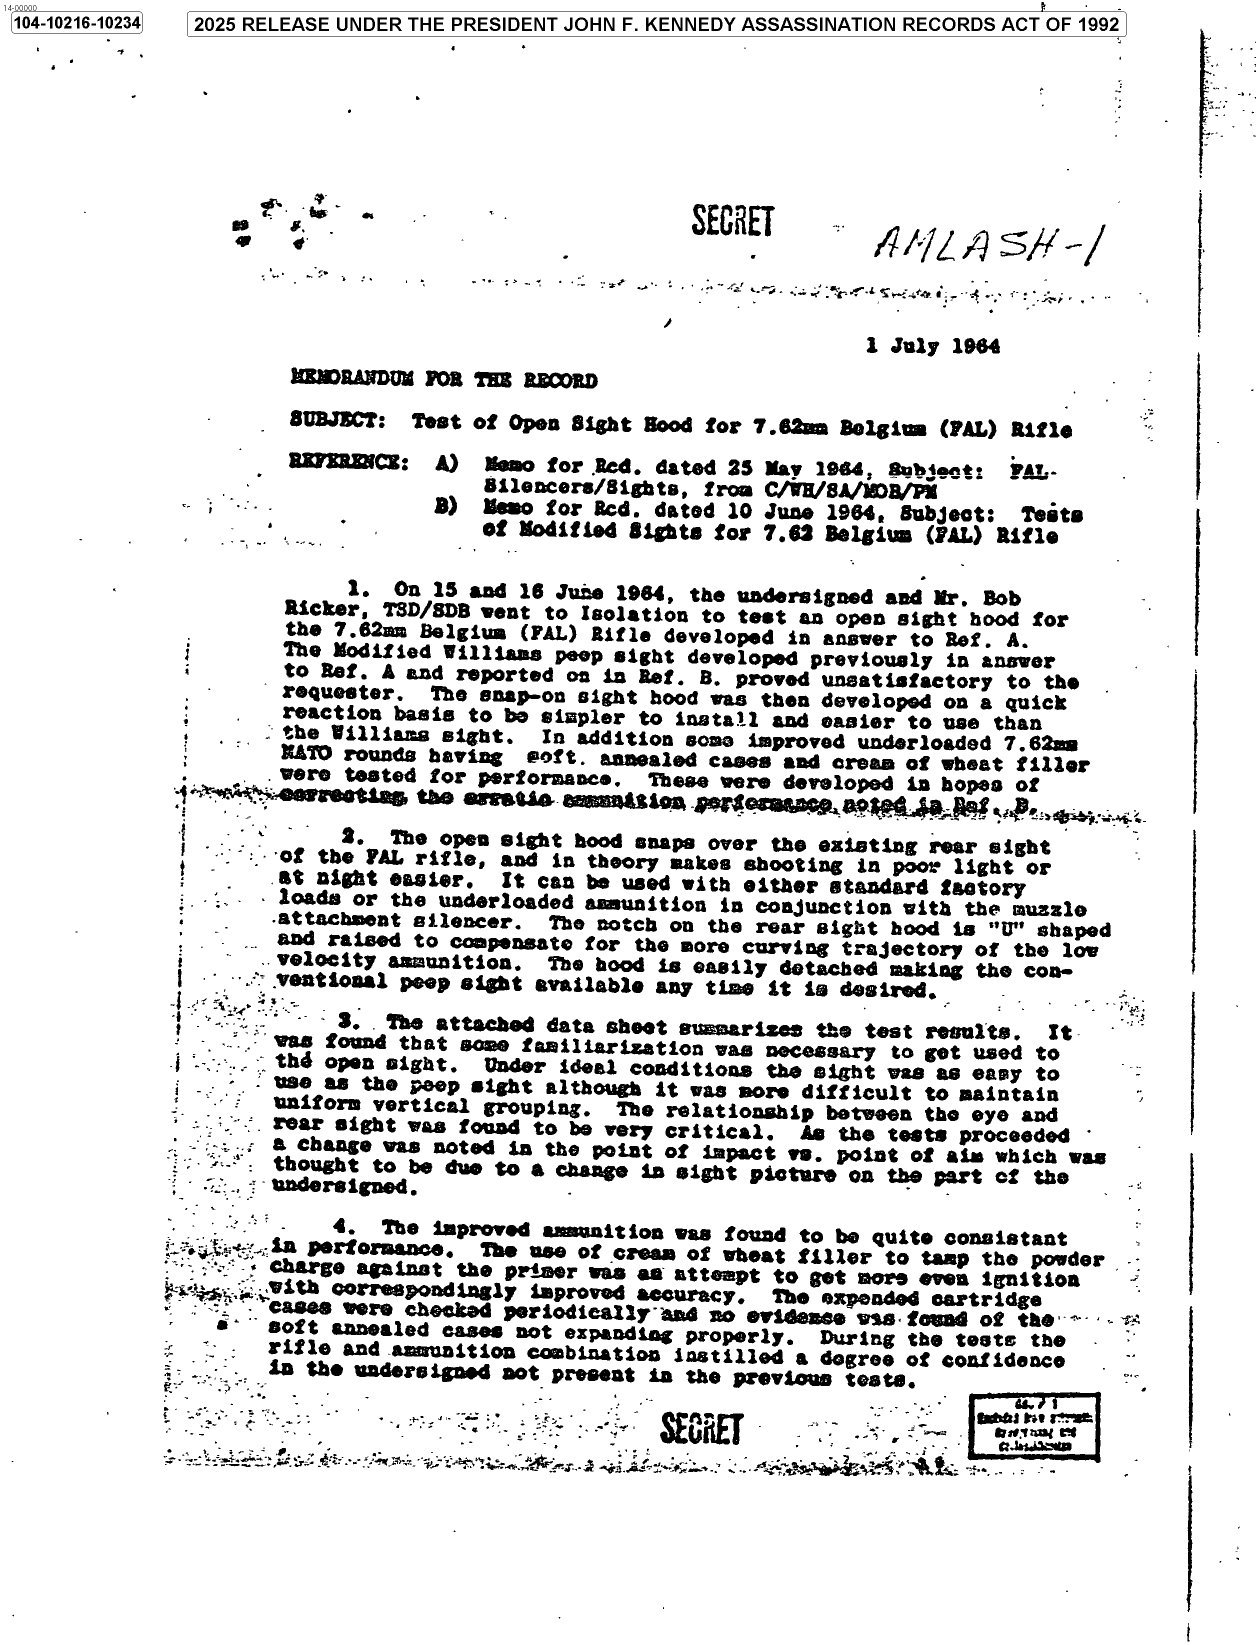 14-00000
104-10216-10234
2025 RELEASE UNDER THE PRESIDENT JOHN F. KENNEDY ASSASSINATION RECORDS ACT OF 1992
SECRET
AMLASH-1
1 July 1964
MEMORANDUM FOR THE RECORD
SUBJECT: Test of Open Sight Hood for 7.62mm Belgium (FAL) Rifle
REFERENCE: A) Memo for Rcd. dated 25 May 1964, Subject: FAL-
Silencers/Sights, from C/WH/SA/MOB/PM
B) Memo for Rcd. dated 10 June 1964, Subject: Tests
of Modified Sights for 7.62 Belgium (FAL) Rifle
1. On 15 and 16 June 1964, the undersigned and Mr. Bob
Ricker, TSD/SDB went to Isolation to test an open sight hood for
the 7.62mm Belgium (FAL) Rifle developed in answer to Ref. A.
The Modified Williams peep sight developed previously in answer
to Ref. A and reported on in Ref. B. proved unsatisfactory to the
requester. The snap-on sight hood was then developed on a quick
reaction basis to be simpler to install and easier to use than
the Williams sight. In addition some improved underloaded 7.62mm
NATO rounds having soft. annealed cases and cream of wheat filler
were tested for performance. These were developed in hopes of
correcting the erratic ammunition performance noted in Ref. B.
2. The open sight hood snaps over the existing rear sight
of the FAL rifle, and in theory makes shooting in poor light or
at night easier. It can be used with either standard factory
loads or the underloaded ammunition in conjunction with the muzzle
attachment silencer. The notch on the rear sight hood is "U" shaped
and raised to compensate for the more curving trajectory of the low
velocity ammunition. The hood is easily detached making the con-
ventional peep sight available any time it is desired.
3. The attached data sheet summarizes the test results. It
was found that some familiarization was necessary to get used to
the open sight. Under ideal conditions the sight was as easy to
use as the peep sight although it was more difficult to maintain
uniform vertical grouping. The relationship between the eye and
rear sight was found to be very critical. As the tests proceeded
a change was noted in the point of impact vs. point of aim which was
thought to be due to a change in sight picture on the part of the
undersigned.
4. The improved ammunition was found to be quite consistant
in performance. The use of cream of wheat filler to tamp the powder
charge against the primer was an attempt to get more even ignition
with correspondingly improved accuracy. The expended cartridge
cases were checked periodically and no evidence was found of the
soft annealed cases not expanding properly. During the tests the
rifle and ammunition combination instilled a degree of confidence
in the undersigned not present in the previous tests.
SECRET